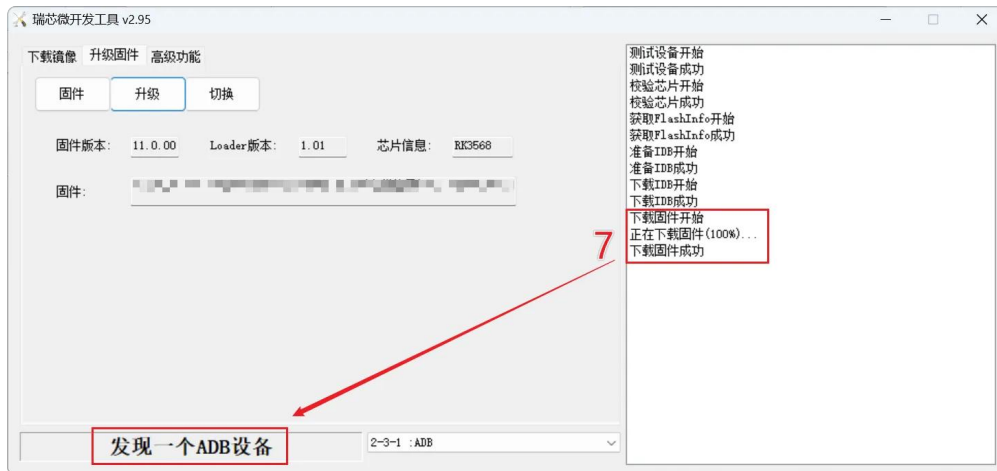 瑞芯微开发工具 v2.95
下载镜像 升级固件 高级功能
固件 升级 切换
固件版本: 11.0.00 Loader版本: 1.01 芯片信息: RK3568
固件:
测试设备开始
测试设备成功
校验芯片开始
校验芯片成功
获取FlashInfo开始
获取FlashInfo成功
准备IDB开始
准备IDB成功
下载IDB开始
下载IDB成功
下载固件开始
正在下载固件(100%)...
下载固件成功
7
发现一个ADB设备
2-3-1 :ADB